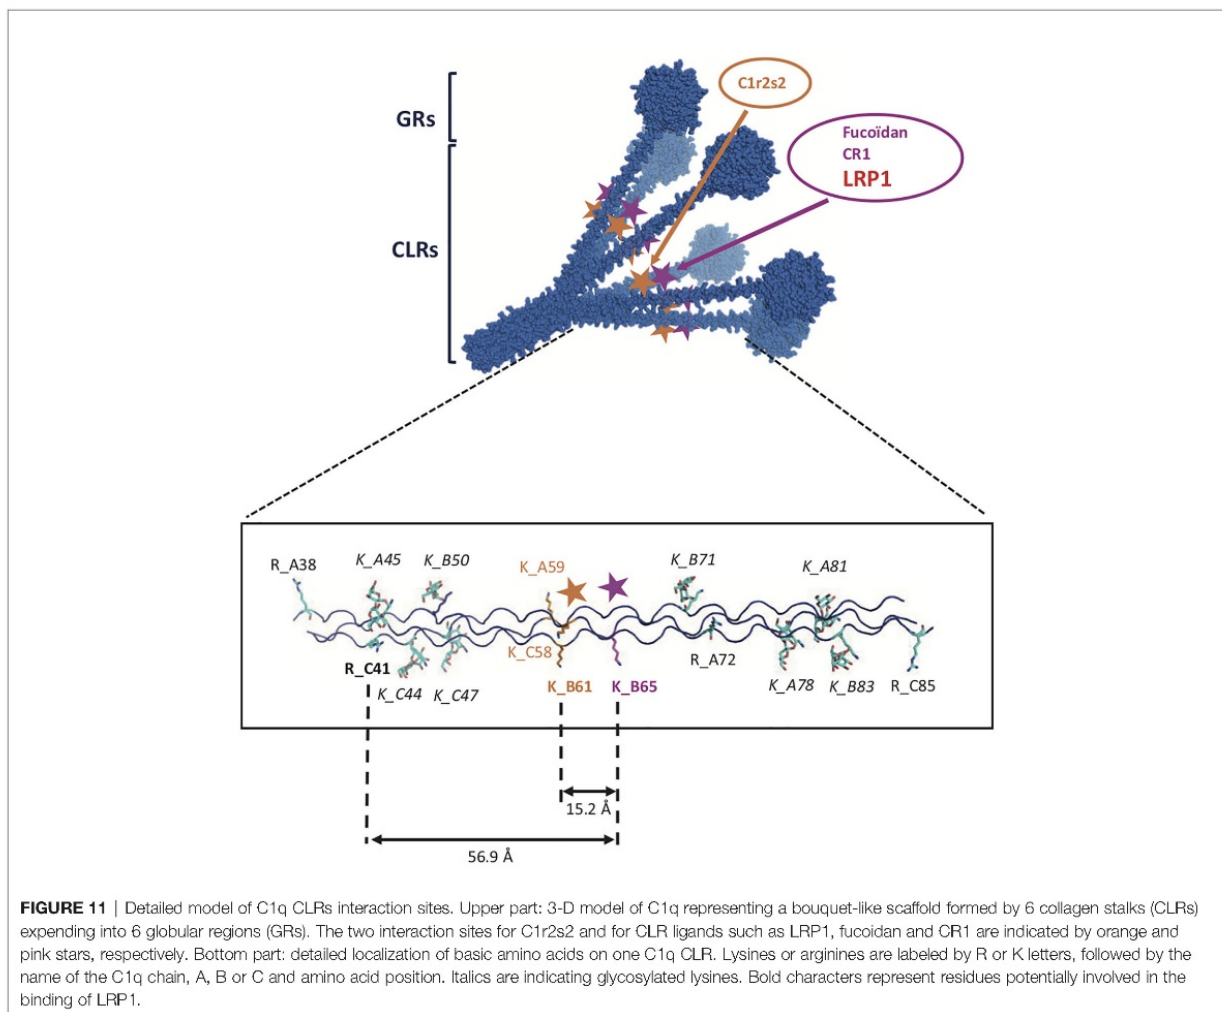 C1r2s2
GRs
Fucoïdan
CR1
LRP1
CLRs
R_A38
K_A45
K_B50
K_A59
K_B71
K_A81
R_C41
K_C44
K_C47
K_C58
K_B61
K_B65
R_A72
K_A78
K_B83
R_C85
15.2 Å
56.9 Å
FIGURE 11 | Detailed model of C1q CLRs interaction sites. Upper part: 3-D model of C1q representing a bouquet-like scaffold formed by 6 collagen stalks (CLRs)
expending into 6 globular regions (GRs). The two interaction sites for C1r2s2 and for CLR ligands such as LRP1, fucoidan and CR1 are indicated by orange and
pink stars, respectively. Bottom part: detailed localization of basic amino acids on one C1q CLR. Lysines or arginines are labeled by R or K letters, followed by the
name of the C1q chain, A, B or C and amino acid position. Italics are indicating glycosylated lysines. Bold characters represent residues potentially involved in the
binding of LRP1.